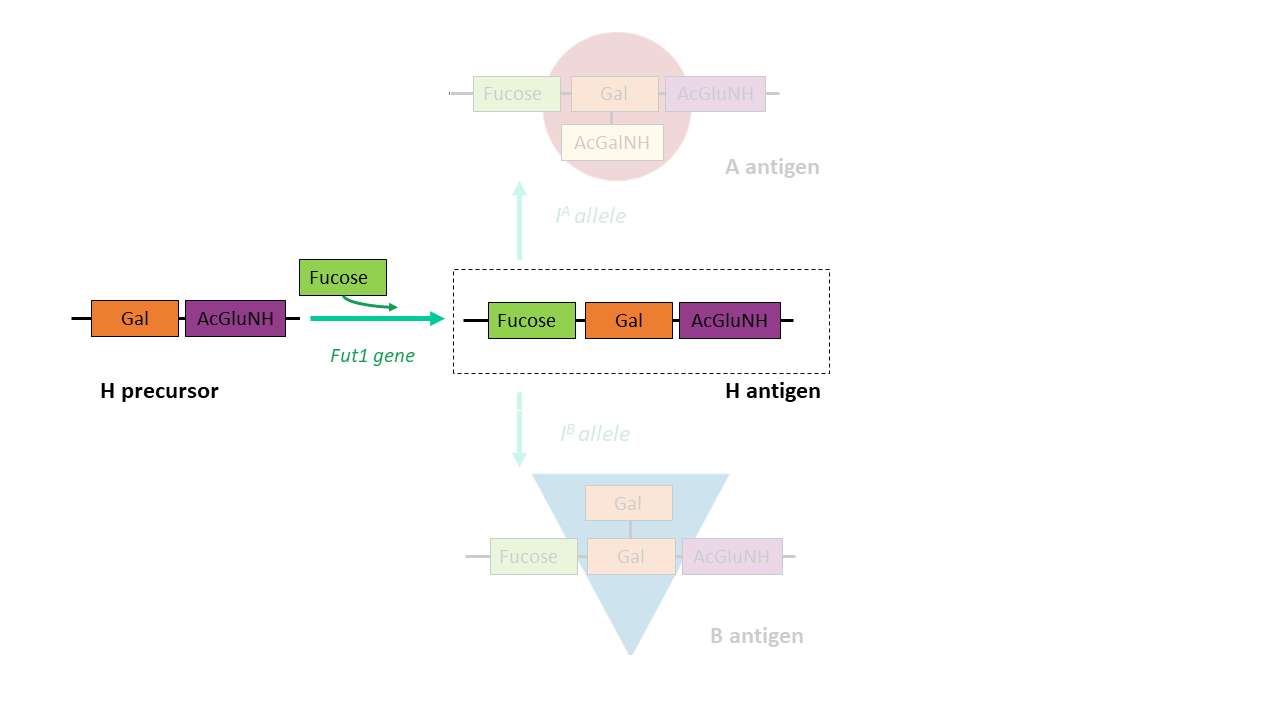 Fucose Gal AcGluNH
AcGalNH
A antigen
I^A allele
Fucose
Gal AcGluNH
Fut1 gene
H precursor
Fucose Gal AcGluNH
H antigen
I^B allele
Gal
Fucose Gal AcGluNH
B antigen